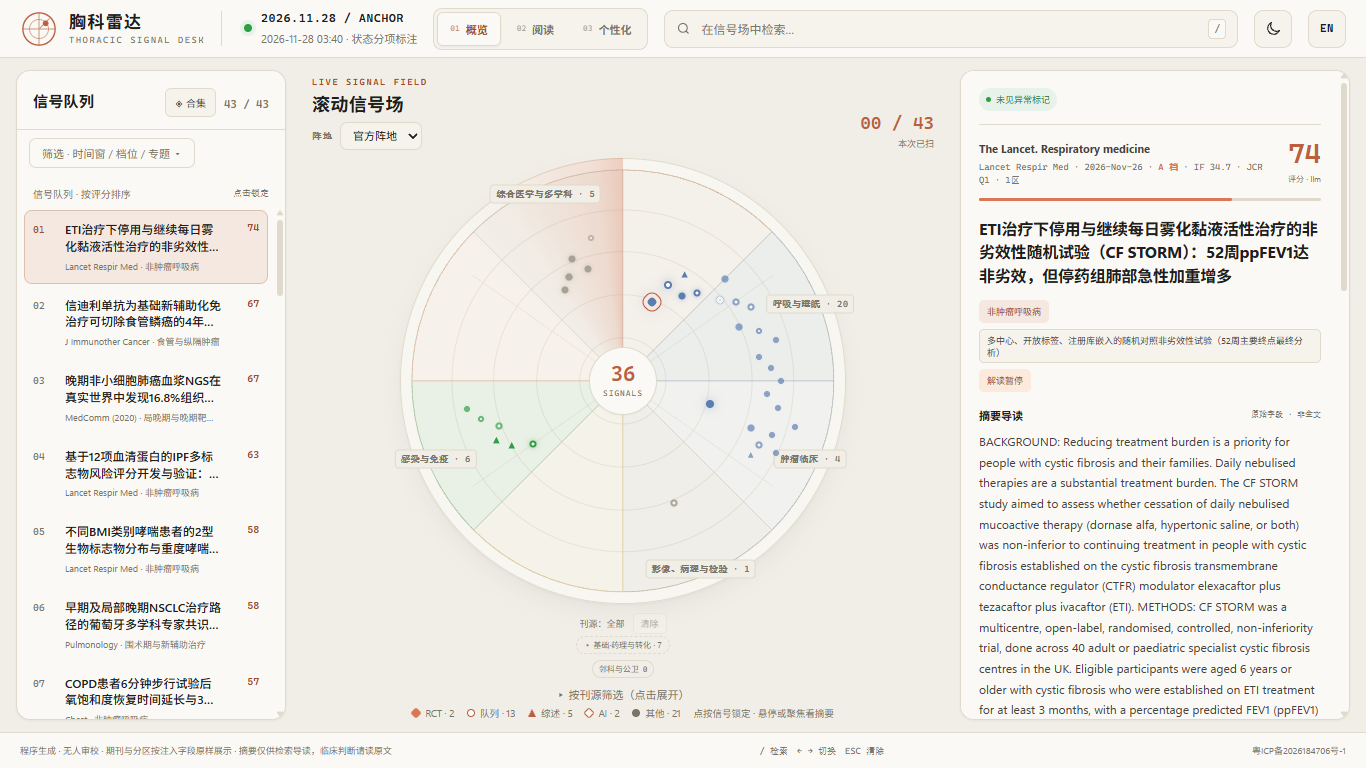 胸科雷达
THORACIC SIGNAL DESK
2026.11.28 / ANCHOR
2026-11-28 03:40 · 状态分项标注
01 概览
02 阅读
03 个性化
在信号场中检索…
/
EN
信号队列
合集
43 / 43
筛选 · 时间窗 / 档位 / 专题
信号队列 · 按评分排序
点击锁定
01
ETI治疗下停用与继续每日雾
化黏液活性治疗的非劣效性…
74
Lancet Respir Med · 非肿瘤呼吸病
02
信迪利单抗为基础新辅助化免
治疗可切除食管鳞癌的4年…
67
J Immunother Cancer · 食管与纵隔肿瘤
03
晚期非小细胞肺癌血浆NGS在
真实世界中发现16.8%组织…
67
MedComm (2020) · 局晚期与晚期靶…
04
基于12项血清蛋白的IPF多标
志物风险评分开发与验证：…
63
Lancet Respir Med · 非肿瘤呼吸病
05
不同BMI类别哮喘患者的2型
生物标志物分布与重度哮喘…
58
Lancet Respir Med · 非肿瘤呼吸病
06
早期及局部晚期NSCLC治疗路
径的葡萄牙多学科专家共识…
58
Pulmonology · 围术期与新辅助治疗
07
COPD患者6分钟步行试验后
氧饱和度恢复时间延长与3…
57
LIVE SIGNAL FIELD
滚动信号场
阵地
官方阵地
00 / 43
本次已扫
综合医学与多学科 · 5
呼吸与睡眠 · 20
36
SIGNALS
感染与免疫 · 6
肿瘤临床 · 4
影像、病理与检验 · 1
刊源：全部
清除
基础·药理与转化 · 7
邻科与公卫 0
按刊源筛选（点击展开）
RCT · 2
队列 · 13
综述 · 5
AI · 2
其他 · 21
点按信号锁定 · 悬停或聚焦看摘要
未见异常标记
The Lancet. Respiratory medicine
Lancet Respir Med · 2026-Nov-26 · A 档 · IF 34.7 · JCR
Q1 · 1区
74
评分 · llm
ETI治疗下停用与继续每日雾化黏液活性治疗的非
劣效性随机试验（CF STORM）：52周ppFEV1达
非劣效，但停药组肺部急性加重增多
非肿瘤呼吸病
多中心、开放标签、注册库嵌入的随机对照非劣效性试验（52周主要终点最终分
析）
解读暂停
摘要导读
原始字段 · 非全文
BACKGROUND: Reducing treatment burden is a priority for
people with cystic fibrosis and their families. Daily nebulised
therapies are a substantial treatment burden. The CF STORM
study aimed to assess whether cessation of daily nebulised
mucoactive therapy (dornase alfa, hypertonic saline, or both)
was non-inferior to continuing treatment in people with cystic
fibrosis established on the cystic fibrosis transmembrane
conductance regulator (CFTR) modulator elexacaftor plus
tezacaftor plus ivacaftor (ETI). METHODS: CF STORM was a
multicentre, open-label, randomised, controlled, non-inferiority
trial, done across 40 adult or paediatric specialist cystic fibrosis
centres in the UK. Eligible participants were aged 6 years or
older with cystic fibrosis who were established on ETI treatment
for at least 3 months, with a percentage predicted FEV1 (ppFEV1)
程序生成 · 无人审校 · 期刊与分区按注入字段原样展示 · 摘要仅供检索导读，临床判断请读原文
/ 检索 ←→ 切换 ESC 清除
粤ICP备2026184706号-1